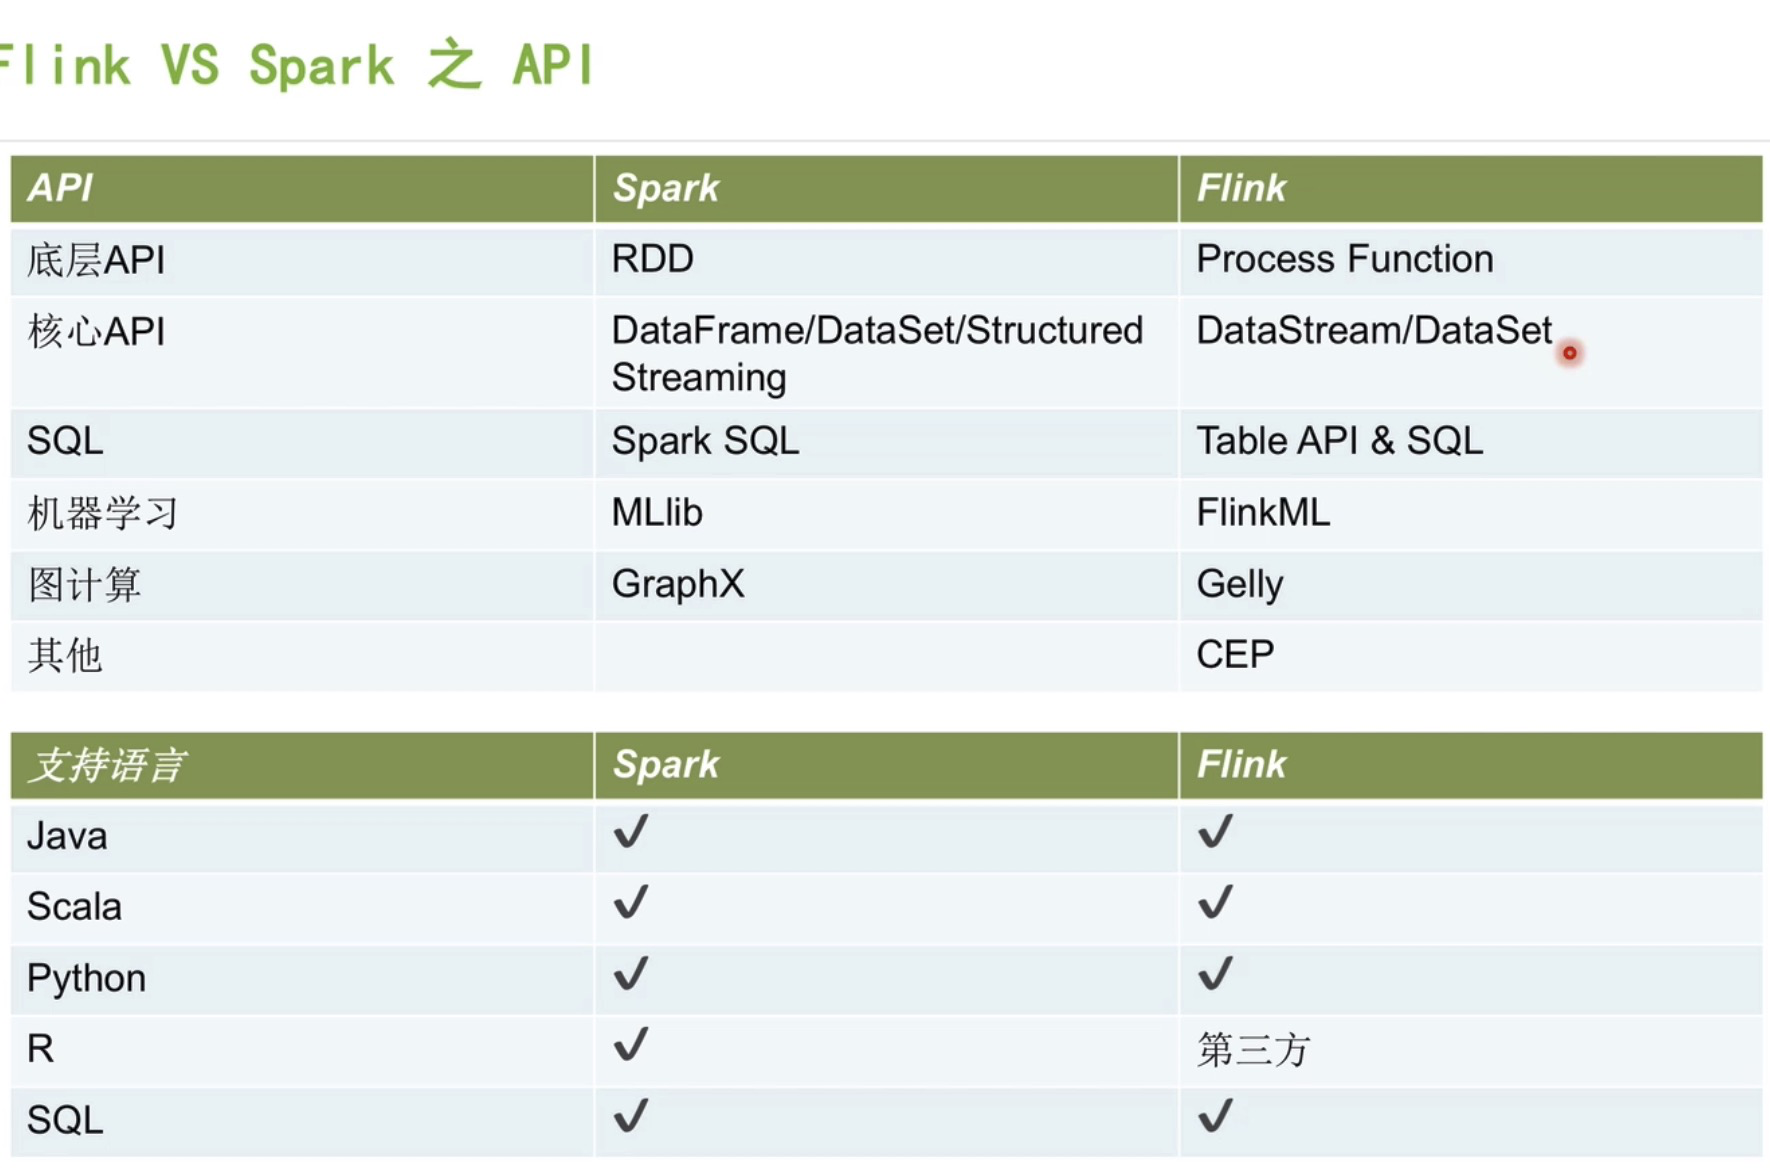 Flink VS Spark 之 API
API Spark Flink
底层API RDD Process Function
核心API DataFrame/DataSet/Structured DataStream/DataSet
Streaming
SQL Spark SQL Table API & SQL
机器学习 MLlib FlinkML
图计算 GraphX Gelly
其他 CEP
支持语言 Spark Flink
Java ✓ ✓
Scala ✓ ✓
Python ✓ ✓
R ✓ 第三方
SQL ✓ ✓